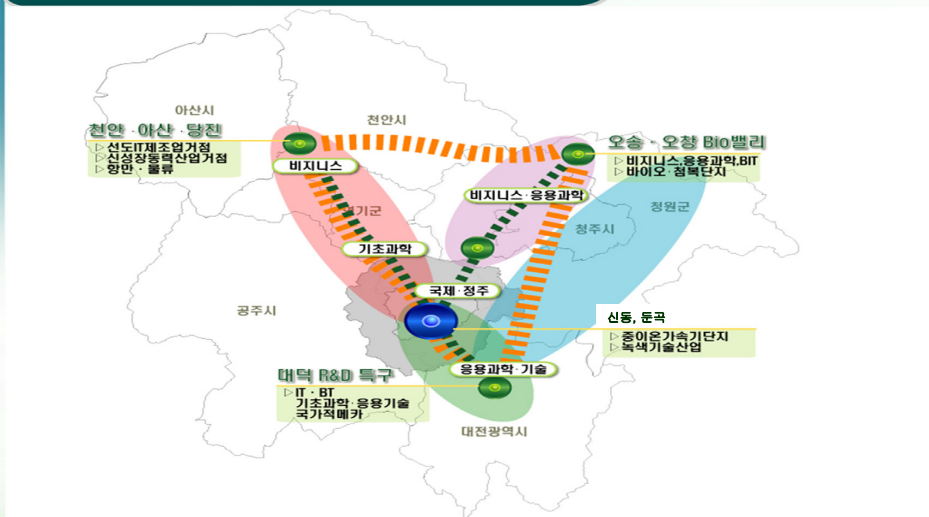 아산시
천안시
천안·아산·당진
▷선도IT제조업거점
▷신성장동력산업거점
▷항만·물류
비지니스
오송·오창 Bio밸리
▷비지니스,응용과학,BIT
▷바이오·첨복단지
비지니스·응용과학
청원군
청주시
연기군
기초과학
국제·정주
공주시
신동, 둔곡
▷중이온가속기단지
▷녹색기술산업
응용과학·기술
대덕 R&D 특구
▷IT·BT
기초과학·응용기술
국가적메카
대전광역시